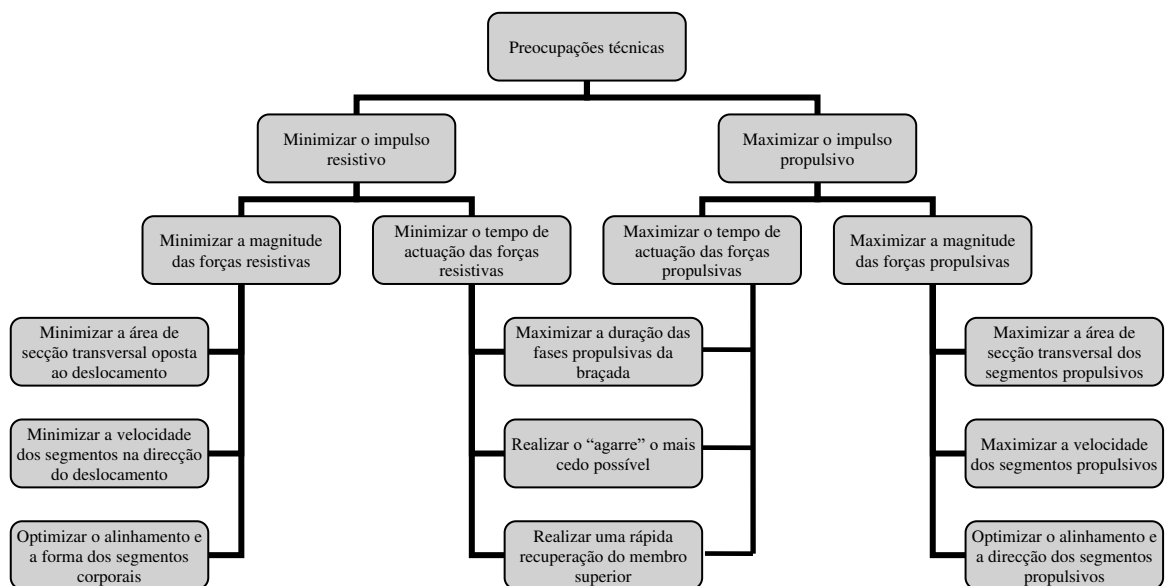 Preocupações técnicas
Minimizar o impulso
resistivo
Maximizar o impulso
propulsivo
Minimizar a magnitude
das forças resistivas
Minimizar o tempo de
actuação das forças
resistivas
Maximizar o tempo de
actuação das forças
propulsivas
Maximizar a magnitude
das forças propulsivas
Minimizar a área de
secção transversal oposta
ao deslocamento
Maximizar a duração das
fases propulsivas da
braçada
Maximizar a área de
secção transversal dos
segmentos propulsivos
Minimizar a velocidade
dos segmentos na direcção
do deslocamento
Realizar o “agarre” o mais
cedo possível
Maximizar a velocidade
dos segmentos propulsivos
Optimizar o alinhamento e
a forma dos segmentos
corporais
Realizar uma rápida
recuperação do membro
superior
Optimizar o alinhamento e
a direcção dos segmentos
propulsivos